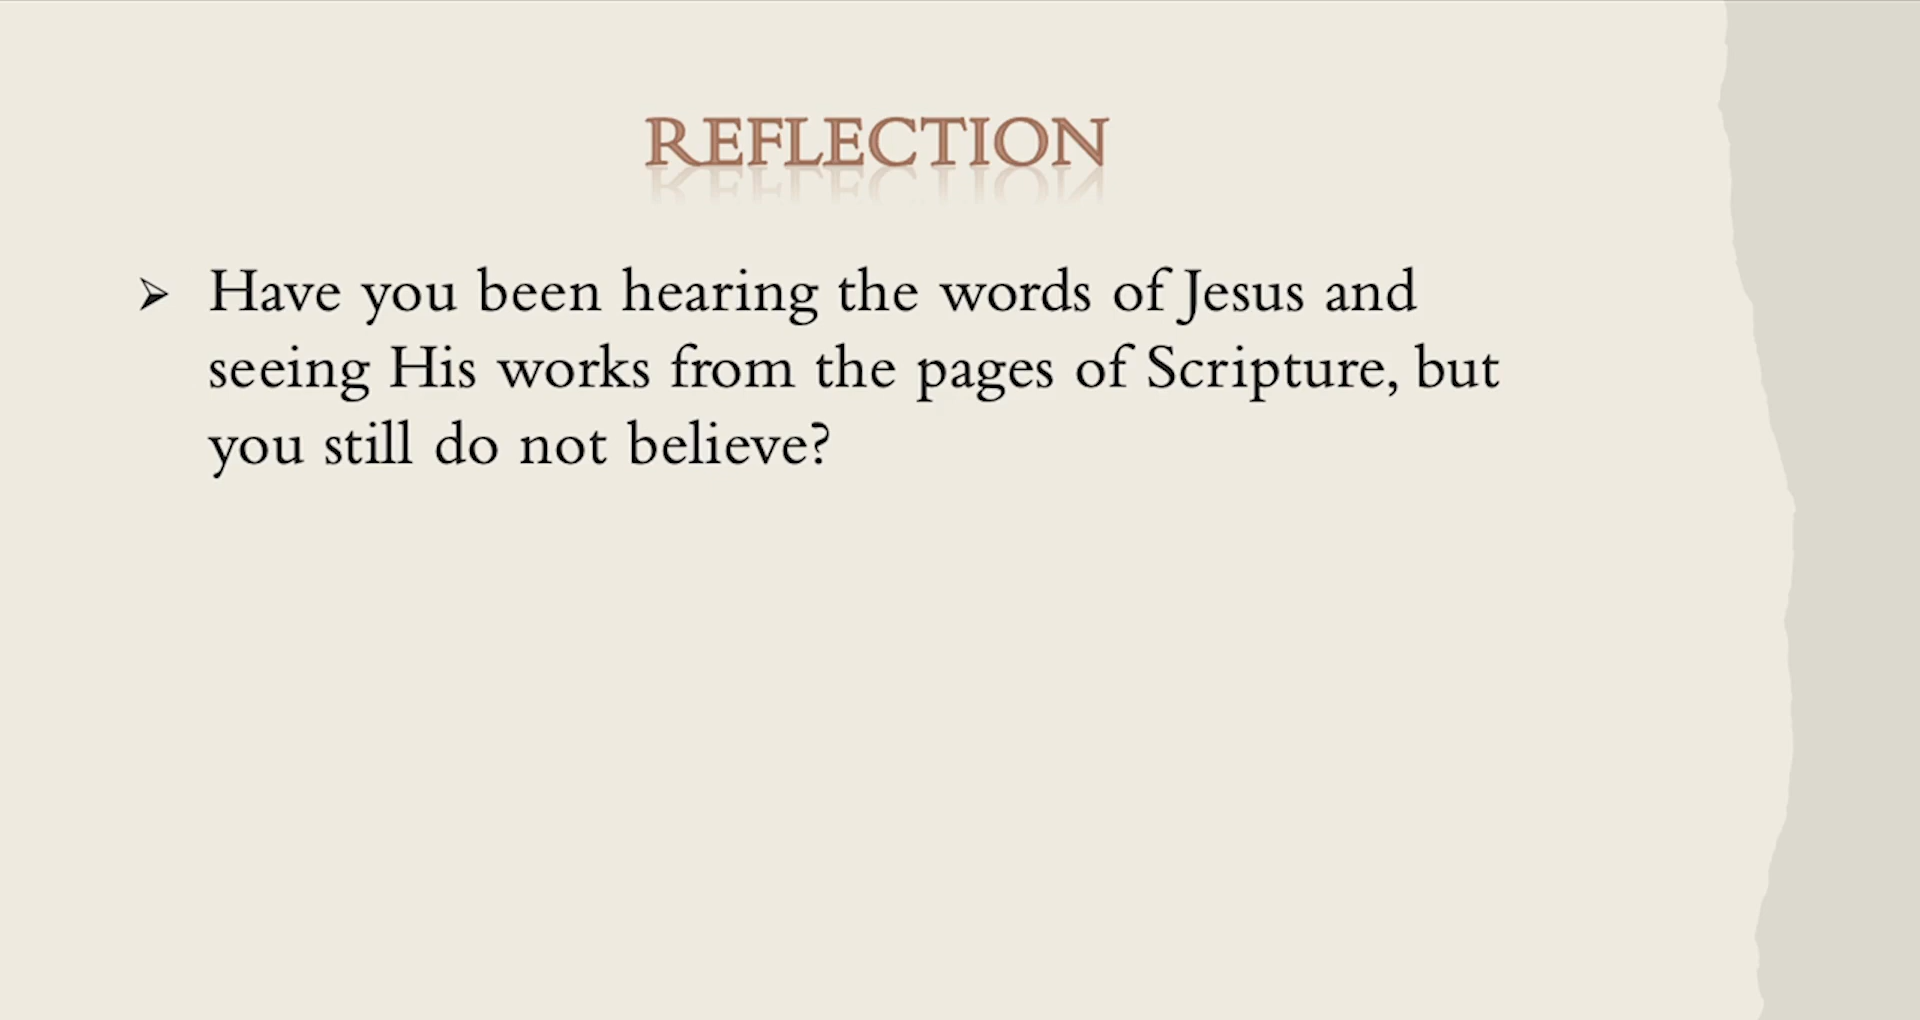 REFLECTION
➢ Have you been hearing the words of Jesus and
seeing His works from the pages of Scripture, but
you still do not believe?